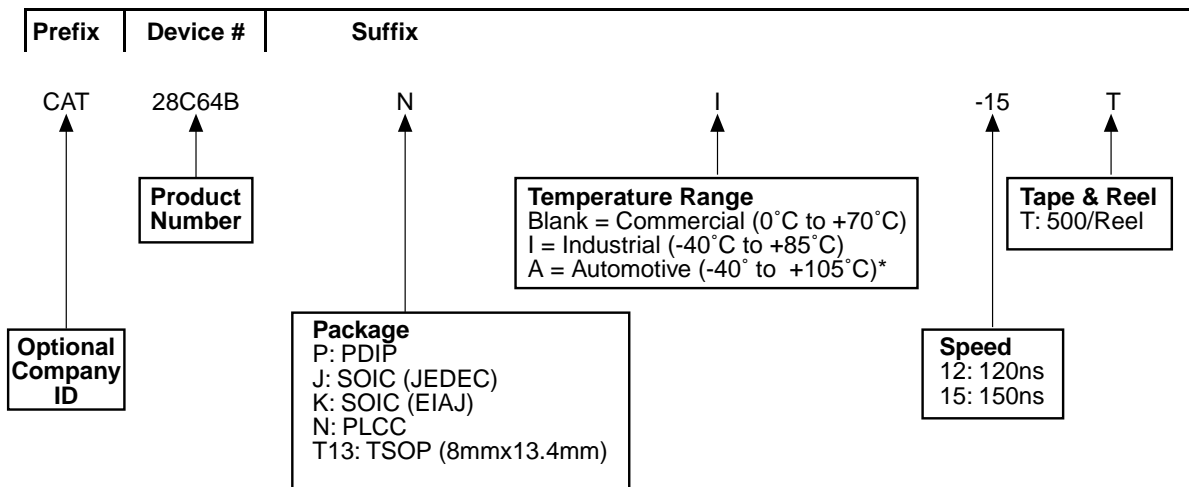 Prefix Device # Suffix
CAT 28C64B N I -15 T
Product
Number
Temperature Range
Blank = Commercial (0˚C to +70˚C)
I = Industrial (-40˚C to +85˚C)
A = Automotive (-40˚ to +105˚C)*
Tape & Reel
T: 500/Reel
Optional
Company
ID
Package
P: PDIP
J: SOIC (JEDEC)
K: SOIC (EIAJ)
N: PLCC
T13: TSOP (8mmx13.4mm)
Speed
12: 120ns
15: 150ns